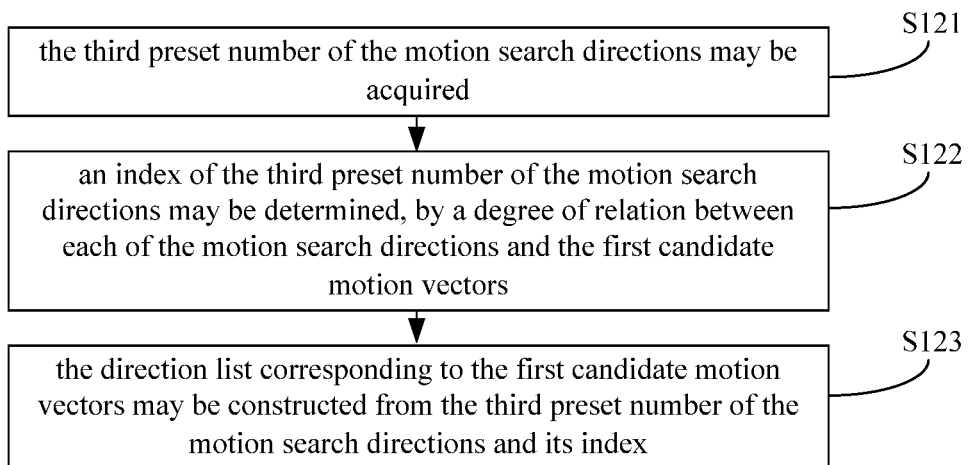 S121
the third preset number of the motion search directions may be
acquired
S122
an index of the third preset number of the motion search
directions may be determined, by a degree of relation between
each of the motion search directions and the first candidate
motion vectors
S123
the direction list corresponding to the first candidate motion
vectors may be constructed from the third preset number of the
motion search directions and its index